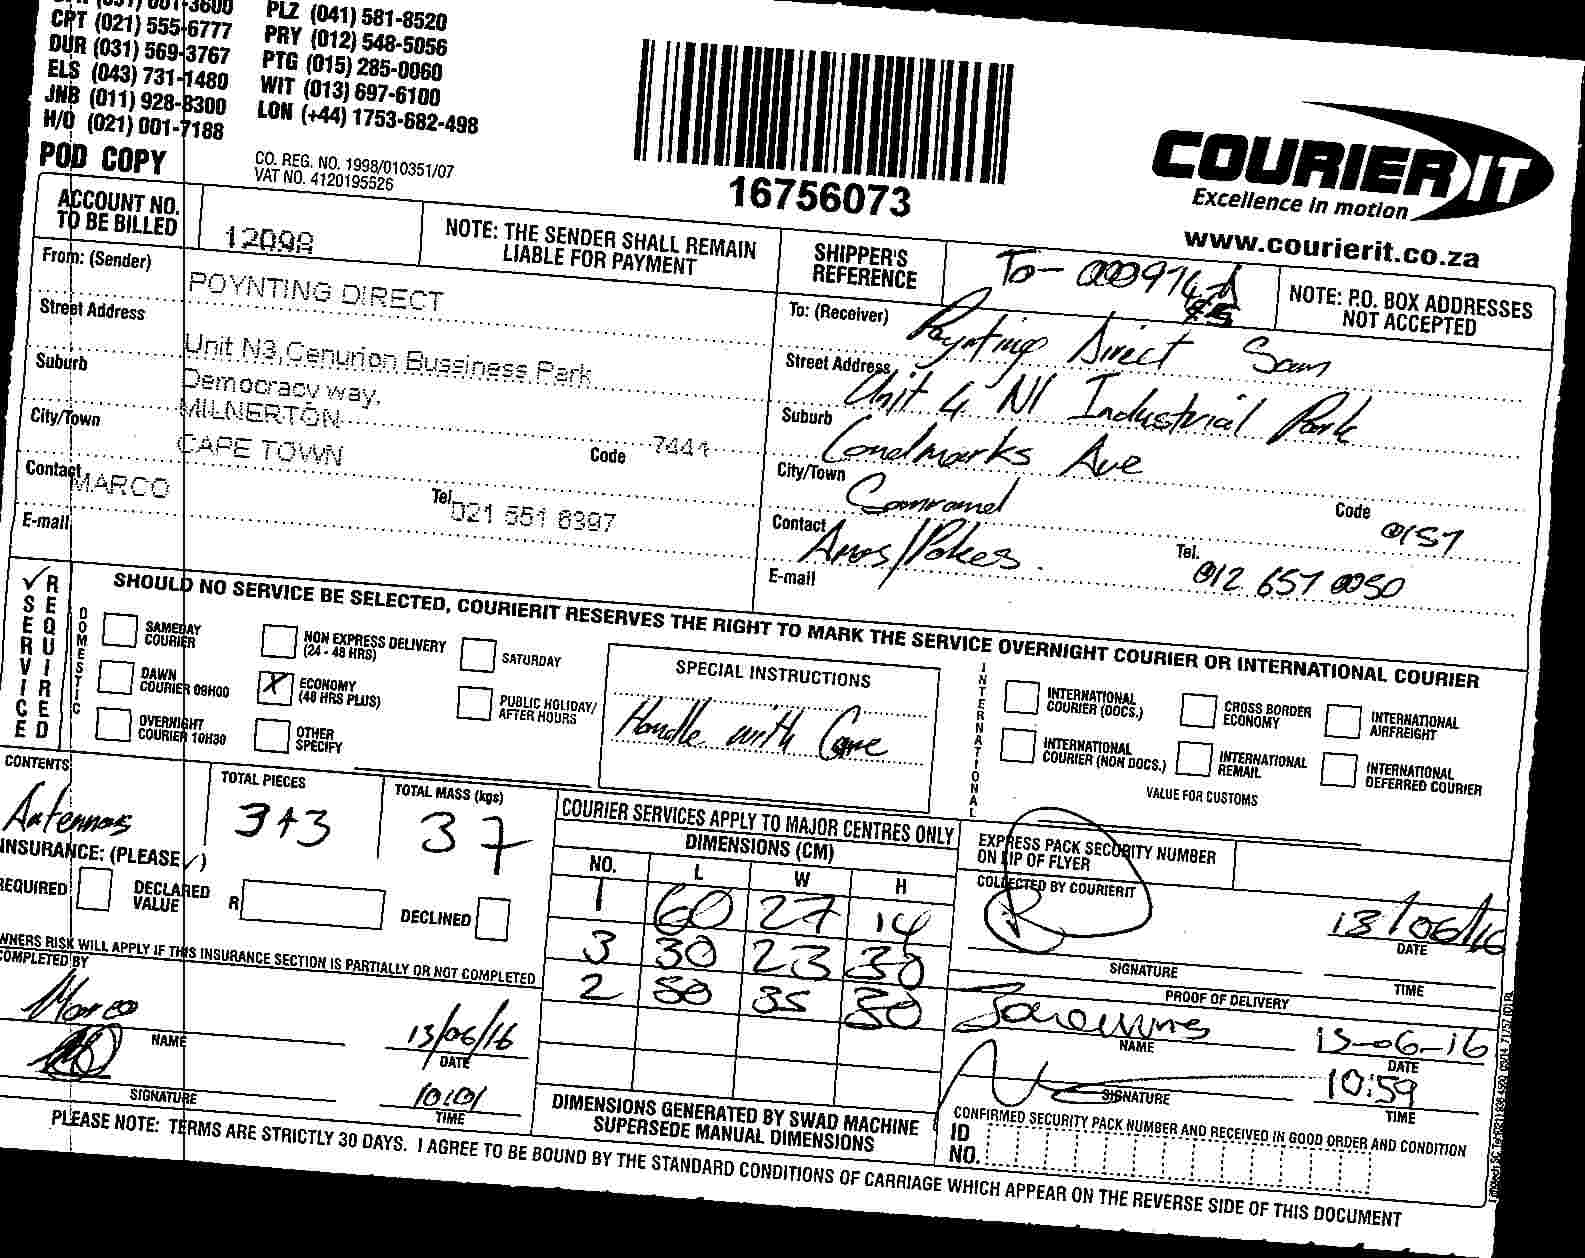 CPT (021) 555-6777
DUR (031) 569-3767
ELS (043) 731-1480
JNB (011) 928-8300
H/O (021) 001-7188
PLZ (041) 581-8520
PRY (012) 548-5056
PTG (015) 285-0060
WIT (013) 697-6100
LON (+44) 1753-682-498
POD COPY
CO. REG. NO. 1998/010351/07
VAT NO. 4120195526
16756073
COURIERIT
Excellence in motion
www.courierit.co.za
ACCOUNT NO. TO BE BILLED
NOTE: THE SENDER SHALL REMAIN LIABLE FOR PAYMENT
SHIPPER'S REFERENCE
To-
NOTE: P.O. BOX ADDRESSES NOT ACCEPTED
From: (Sender) POYNTING DIRECT
Street Address Unit N3,Cenurion Bussiness Park
Suburb Democracy way,
MILNERTON
City/Town CAPE TOWN Code 7441
Contact MARCO Tel. 021 551 6397
E-mail
To: (Receiver) Poynting Direct Sam
Street Address Unit 4 N1 Industrial Park
Suburb Landmarks Ave
City/Town Samrand Code 0157
Contact Amos/Pokes. Tel. 012 657 0050
E-mail
SERVICE REQUIRED
SHOULD NO SERVICE BE SELECTED, COURIERIT RESERVES THE RIGHT TO MARK THE SERVICE OVERNIGHT COURIER OR INTERNATIONAL COURIER
DOMESTIC
SAMEDAY COURIER
NON EXPRESS DELIVERY (24 - 48 HRS)
SATURDAY
DAWN COURIER 09H00
X ECONOMY (48 HRS PLUS)
PUBLIC HOLIDAY/ AFTER HOURS
OVERNIGHT COURIER 10H30
OTHER SPECIFY
SPECIAL INSTRUCTIONS
Handle with Care
INTERNATIONAL
INTERNATIONAL COURIER (DOCS.)
CROSS BORDER ECONOMY
INTERNATIONAL AIRFREIGHT
INTERNATIONAL COURIER (NON DOCS.)
INTERNATIONAL REMAIL
INTERNATIONAL DEFERRED COURIER
VALUE FOR CUSTOMS
CONTENTS
Antennas
TOTAL PIECES
3+3
TOTAL MASS (kgs)
37
INSURANCE: (PLEASE ✓)
REQUIRED
DECLARED VALUE R
DECLINED
OWNERS RISK WILL APPLY IF THIS INSURANCE SECTION IS PARTIALLY OR NOT COMPLETED
COMPLETED BY
Marco
NAME
13/06/16
DATE
SIGNATURE
10:01
TIME
COURIER SERVICES APPLY TO MAJOR CENTRES ONLY
DIMENSIONS (CM)
NO. L W H
1 60 27 14
3 30 23 30
2 50 35 30
DIMENSIONS GENERATED BY SWAD MACHINE SUPERSEDE MANUAL DIMENSIONS
EXPRESS PACK SECURITY NUMBER ON LIP OF FLYER
COLLECTED BY COURIERIT
13/06/16
SIGNATURE
DATE
TIME
PROOF OF DELIVERY
NAME
15-06-16
DATE
SIGNATURE
10:59
TIME
CONFIRMED SECURITY PACK NUMBER AND RECEIVED IN GOOD ORDER AND CONDITION
ID NO.
PLEASE NOTE: TERMS ARE STRICTLY 30 DAYS. I AGREE TO BE BOUND BY THE STANDARD CONDITIONS OF CARRIAGE WHICH APPEAR ON THE REVERSE SIDE OF THIS DOCUMENT